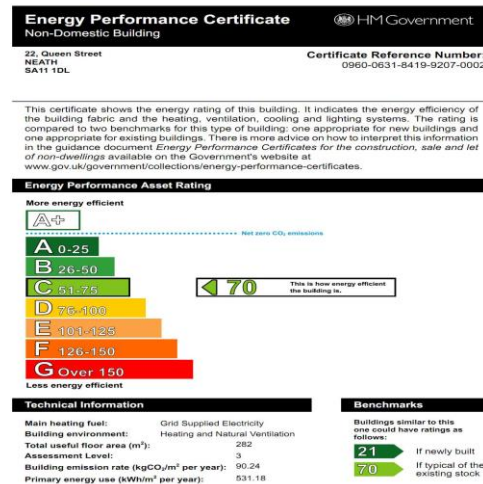 Energy Performance Certificate
HM Government
Non-Domestic Building
22, Queen Street
NEATH
SA11 1DL
Certificate Reference Number:
0960-0631-8419-9207-0002
This certificate shows the energy rating of this building. It indicates the energy efficiency of
the building fabric and the heating, ventilation, cooling and lighting systems. The rating is
compared to two benchmarks for this type of building: one appropriate for new buildings and
one appropriate for existing buildings. There is more advice on how to interpret this information
in the guidance document Energy Performance Certificates for the construction, sale and let
of non-dwellings available on the Government's website at
www.gov.uk/government/collections/energy-performance-certificates.
Energy Performance Asset Rating
More energy efficient
A+
Net zero CO₂ emissions
A 0-25
B 26-50
C 51-75
70
This is how energy efficient
the building is.
D 76-100
E 101-125
F 126-150
G Over 150
Less energy efficient
Technical Information
Main heating fuel: Grid Supplied Electricity
Building environment: Heating and Natural Ventilation
Total useful floor area (m²): 282
Assessment Level: 3
Building emission rate (kgCO₂/m² per year): 90.24
Primary energy use (kWh/m² per year): 531.18
Benchmarks
Buildings similar to this
one could have ratings as
follows:
21 If newly built
70 If typical of the
existing stock